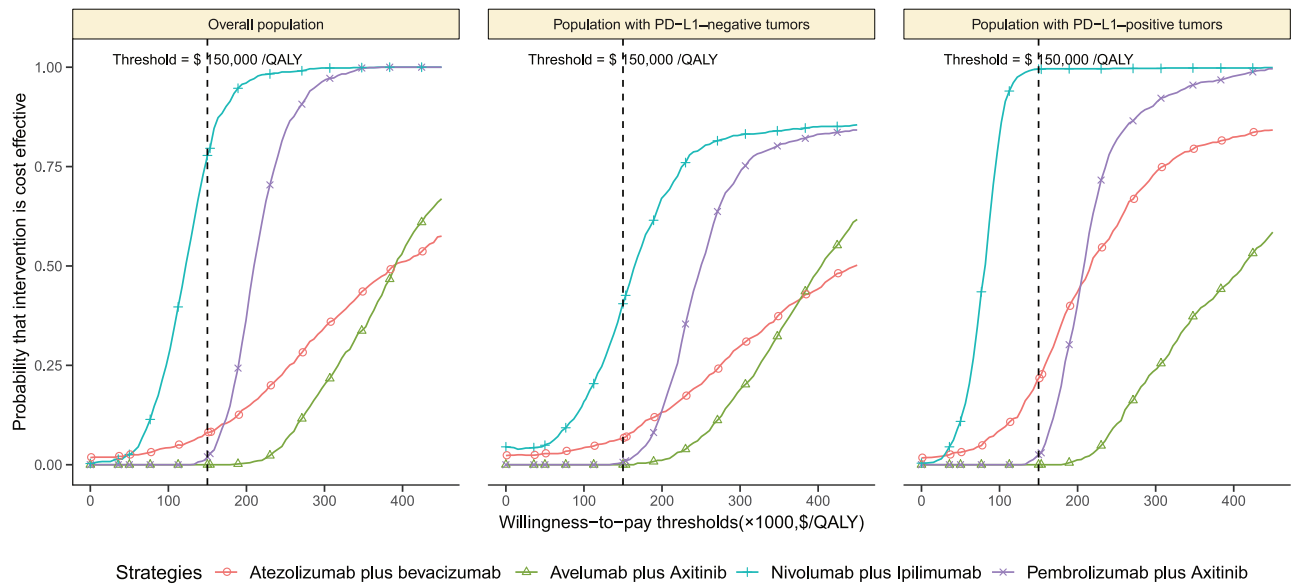 Overall population
Population with PD−L1−negative tumors
Population with PD−L1−positive tumors
Threshold = $ 150,000 /QALY
Threshold = $ 150,000 /QALY
Threshold = $ 150,000 /QALY
Probability that intervention is cost effective
1.00
0.75
0.50
0.25
0.00
0 100 200 300 400
0 100 200 300 400
0 100 200 300 400
Willingness−to−pay thresholds(×1000,$/QALY)
Strategies Atezolizumab plus bevacizumab Avelumab plus Axitinib Nivolumab plus Ipilimumab Pembrolizumab plus Axitinib